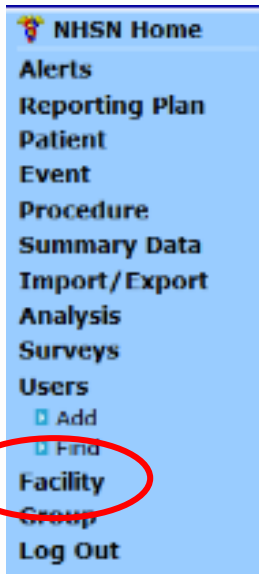 NHSN Home
Alerts
Reporting Plan
Patient
Event
Procedure
Summary Data
Import/Export
Analysis
Surveys
Users
Add
Find
Facility
Group
Log Out